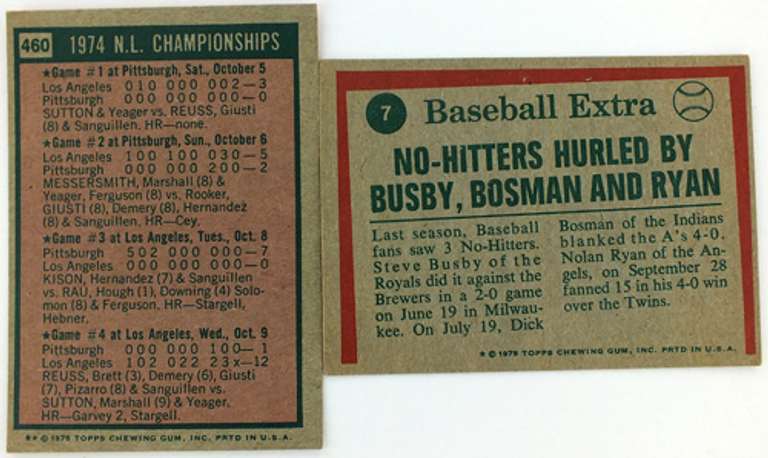 460 1974 N.L. CHAMPIONSHIPS
★Game #1 at Pittsburgh, Sat., October 5
Los Angeles 010 000 002—3
Pittsburgh 000 000 000—0
SUTTON & Yeager vs. REUSS, Giusti
(8) & Sanguillen. HR—none.
★Game #2 at Pittsburgh, Sun., October 6
Los Angeles 100 100 030—5
Pittsburgh 000 000 200—2
MESSERSMITH, Marshall (8) &
Yeager, Ferguson (8) vs. Rooker,
GIUSTI (8), Demery (8), Hernandez
(8) & Sanguillen. HR—Cey.
★Game #3 at Los Angeles, Tues., Oct. 8
Pittsburgh 502 000 000—7
Los Angeles 000 000 000—0
KISON, Hernandez (7) & Sanguillen
vs. RAU, Hough (1), Downing (4) Solo-
mon (8) & Ferguson. HR—Stargell,
Hebner.
★Game #4 at Los Angeles, Wed., Oct. 9
Pittsburgh 000 000 100—1
Los Angeles 102 022 23x—12
REUSS, Brett (3), Demery (6), Giusti
(7), Pizarro (8) & Sanguillen vs.
SUTTON, Marshall (9) & Yeager.
HR—Garvey 2, Stargell.
★★ © 1975 TOPPS CHEWING GUM, INC. PRTD IN U.S.A.
7 Baseball Extra
NO-HITTERS HURLED BY
BUSBY, BOSMAN AND RYAN
Last season, Baseball
fans saw 3 No-Hitters.
Steve Busby of the
Royals did it against the
Brewers in a 2-0 game
on June 19 in Milwau-
kee. On July 19, Dick
Bosman of the Indians
blanked the A's 4-0.
Nolan Ryan of the An-
gels, on September 28
fanned 15 in his 4-0 win
over the Twins.
★ © 1975 TOPPS CHEWING GUM, INC. PRTD IN U.S.A.